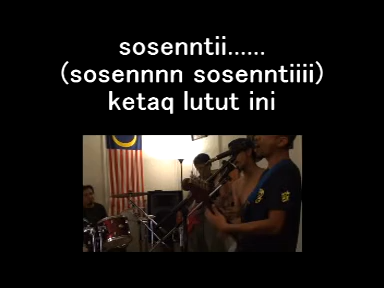 sosenntii......
(sosennnn sosenntiiii)
ketaq lutut ini